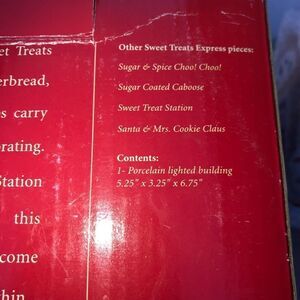 et Treats
erbread,
s carry
rating.
Station
this
come
thin
Other Sweet Treats Express pieces:
Sugar & Spice Choo! Choo!
Sugar Coated Caboose
Sweet Treat Station
Santa & Mrs. Cookie Claus
Contents:
1- Porcelain lighted building
5.25" x 3.25" x 6.75"